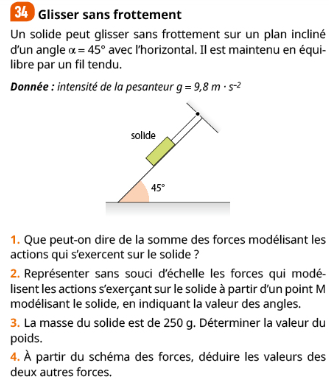 34 Glisser sans frottement
Un solide peut glisser sans frottement sur un plan incliné
d'un angle α = 45° avec l'horizontal. Il est maintenu en équi-
libre par un fil tendu.
Donnée : intensité de la pesanteur g = 9,8 m · s⁻²
solide
45°
1. Que peut-on dire de la somme des forces modélisant les
actions qui s'exercent sur le solide ?
2. Représenter sans souci d'échelle les forces qui modé-
lisent les actions s'exerçant sur le solide à partir d'un point M
modélisant le solide, en indiquant la valeur des angles.
3. La masse du solide est de 250 g. Déterminer la valeur du
poids.
4. À partir du schéma des forces, déduire les valeurs des
deux autres forces.